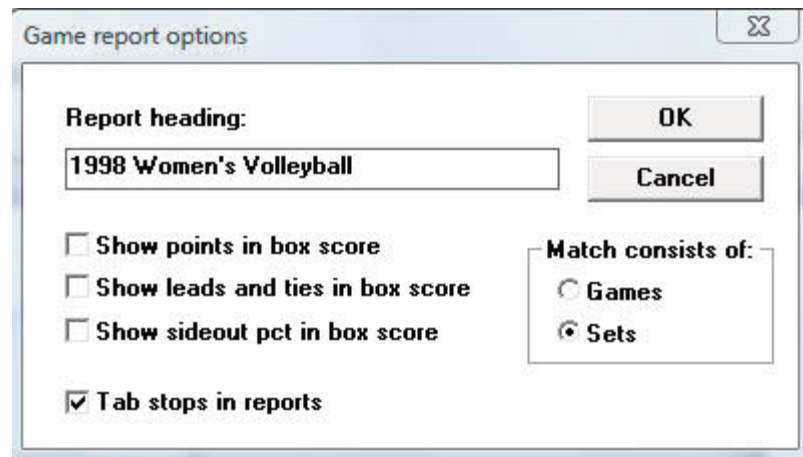 Game report options
Report heading:
1998 Women's Volleyball
OK
Cancel
Show points in box score
Show leads and ties in box score
Show sideout pct in box score
Tab stops in reports
Match consists of:
Games
Sets